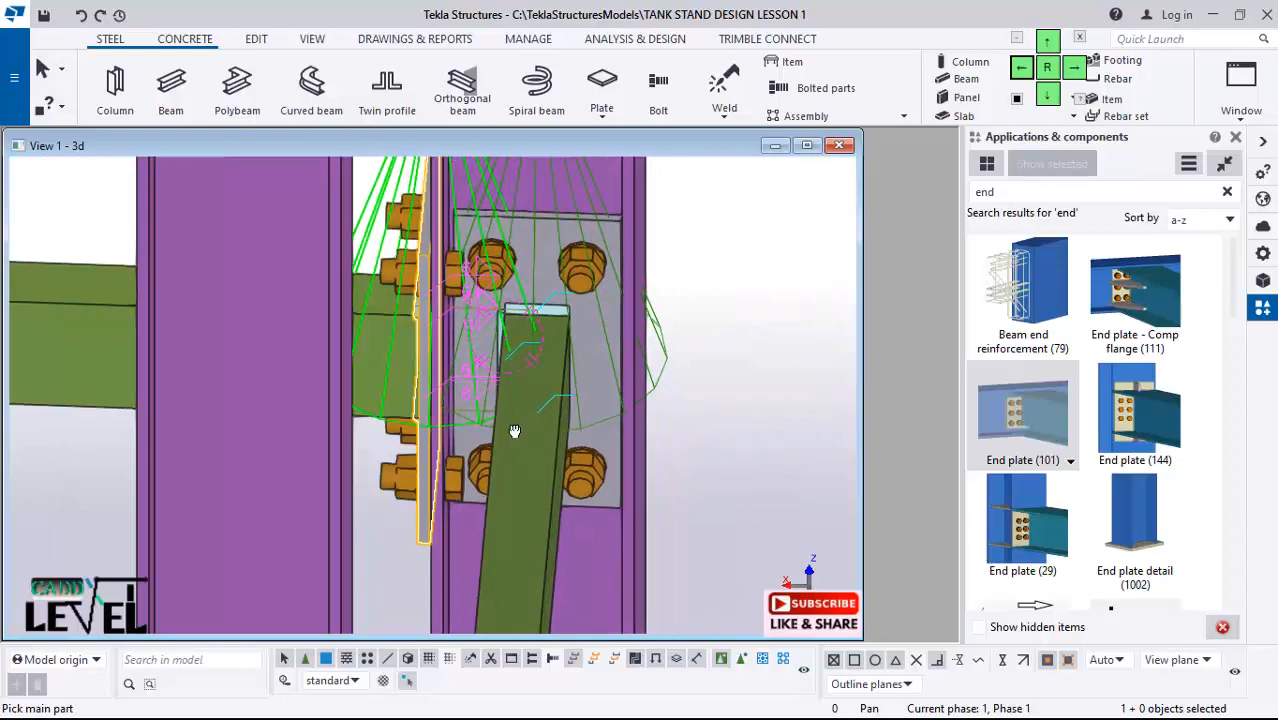 Tekla Structures - C:\TeklaStructuresModels\TANK STAND DESIGN LESSON 1
Log in
STEEL
CONCRETE
EDIT
VIEW
DRAWINGS & REPORTS
MANAGE
ANALYSIS & DESIGN
TRIMBLE CONNECT
Quick Launch
Column
Beam
Polybeam
Curved beam
Twin profile
Orthogonal
beam
Spiral beam
Plate
Bolt
Weld
Item
Bolted parts
Assembly
Column
Beam
Panel
Slab
R
Footing
Rebar
Item
Rebar set
Window
View 1 - 3d
Applications & components
Show selected
end
Search results for 'end'
Sort by
a-z
Beam end
reinforcement (79)
End plate - Comp
flange (111)
End plate (101)
End plate (144)
End plate (29)
End plate detail
(1002)
Show hidden items
z
x
CADD
LEVEL
SUBSCRIBE
LIKE & SHARE
Model origin
Search in model
standard
Auto
View plane
Outline planes
Pick main part
0
Pan
Current phase: 1, Phase 1
1 + 0 objects selected